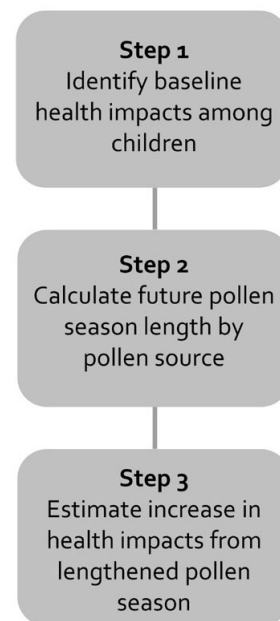 Step 1
Identify baseline
health impacts among
children
Step 2
Calculate future pollen
season length by
pollen source
Step 3
Estimate increase in
health impacts from
lengthened pollen
season